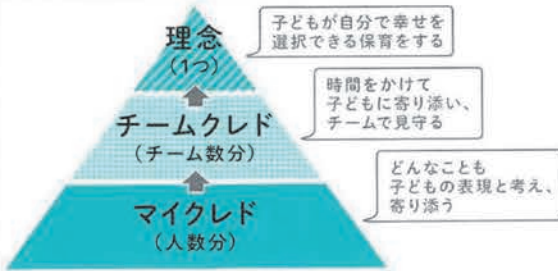 理念
（1つ）
子どもが自分で幸せを
選択できる保育をする
チームクレド
（チーム数分）
時間をかけて
子どもに寄り添い、
チームで見守る
マイクレド
（人数分）
どんなことも
子どもの表現と考え、
寄り添う